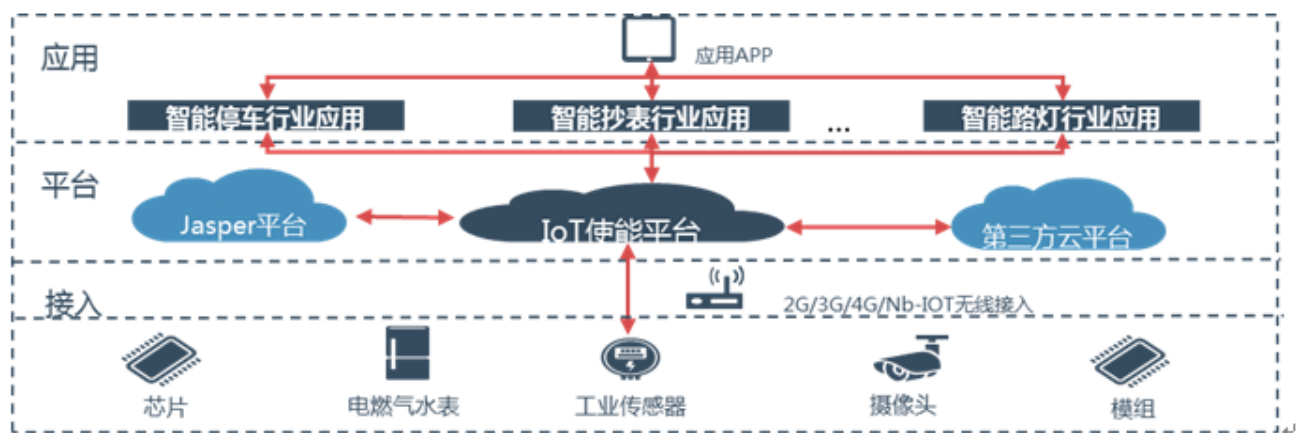 应用
应用APP
智能停车行业应用 智能抄表行业应用 ... 智能路灯行业应用
平台
Jasper平台 IoT使能平台 第三方云平台
接入
2G/3G/4G/Nb-IOT无线接入
芯片 电燃气水表 工业传感器 摄像头 模组